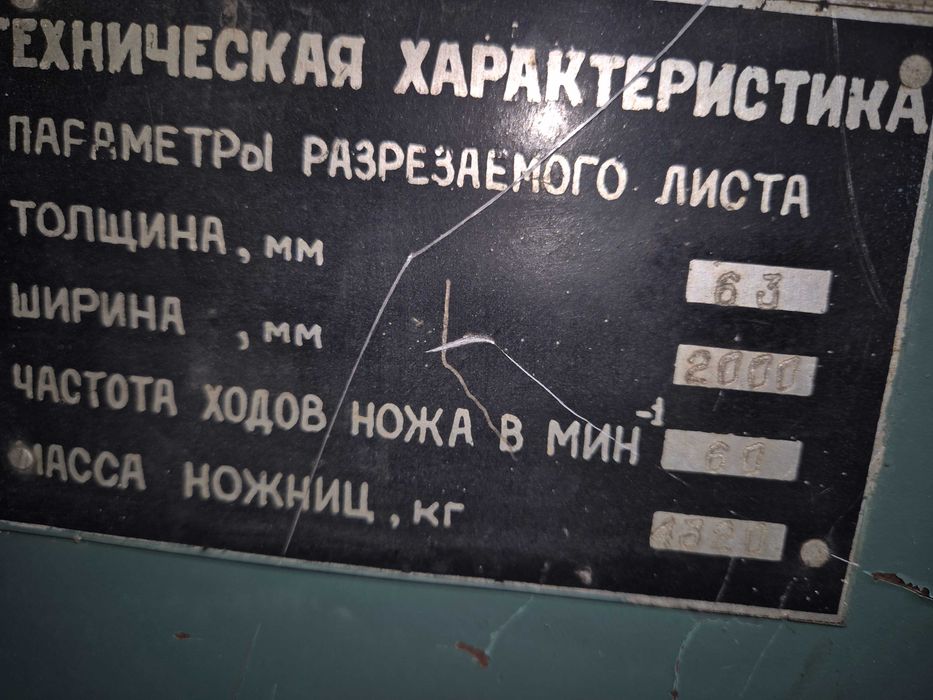 ТЕХНИЧЕСКАЯ ХАРАКТЕРИСТИКА
ПАРАМЕТРЫ РАЗРЕЗАЕМОГО ЛИСТА
ТОЛЩИНА, мм 63
ШИРИНА , мм 2000
ЧАСТОТА ХОДОВ НОЖА В МИН⁻¹ 60
МАССА НОЖНИЦ, кг